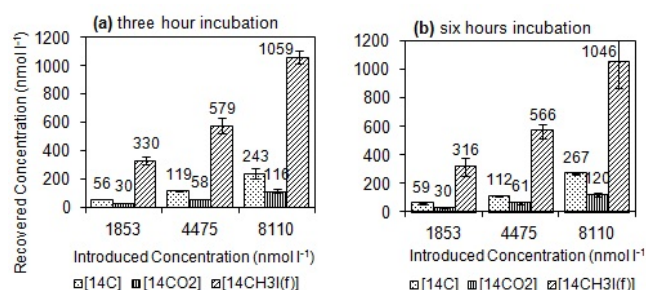 (a) three hour incubation
Recovered Concentration (nmol l-1)
1200
1000
800
600
400
200
0
56 30 330
119 58 579
243 116 1059
1853 4475 8110
Introduced Concentration (nmol l-1)
[14C] [14CO2] [14CH3I(f)]
(b) six hours incubation
1200
1000
800
600
400
200
0
59 30 316
112 61 566
267 120 1046
1853 4475 8110
Introduced Concentration (nmol l-1)
[14C] [14CO2] [14CH3I(f)]